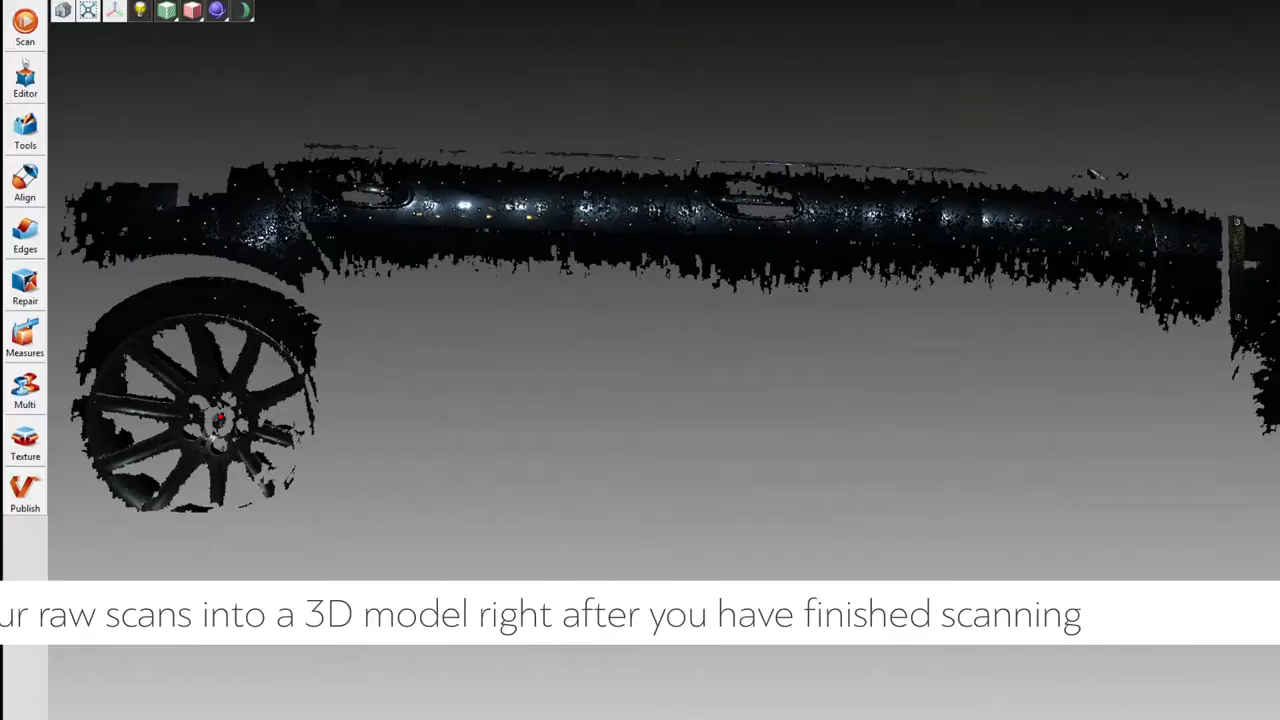 Scan
Editor
Tools
Align
Edges
Repair
Measures
Multi
Texture
Publish
ur raw scans into a 3D model right after you have finished scanning